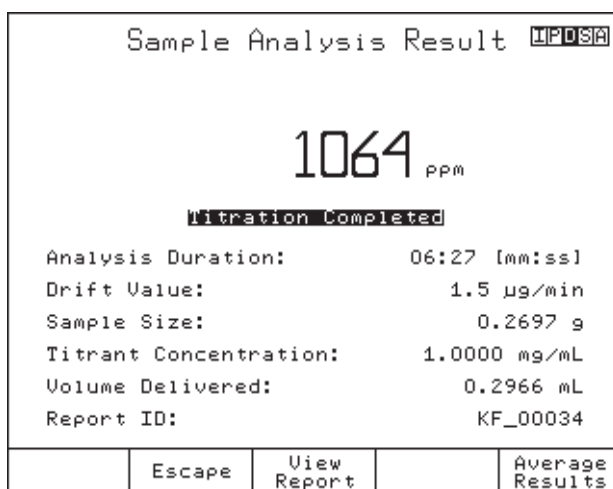 Sample Analysis Result IPDSA
1064 ppm
Titration Completed
Analysis Duration: 06:27 [mm:ss]
Drift Value: 1.5 µg/min
Sample Size: 0.2697 g
Titrant Concentration: 1.0000 mg/mL
Volume Delivered: 0.2966 mL
Report ID: KF_00034
Escape View Report Average Results